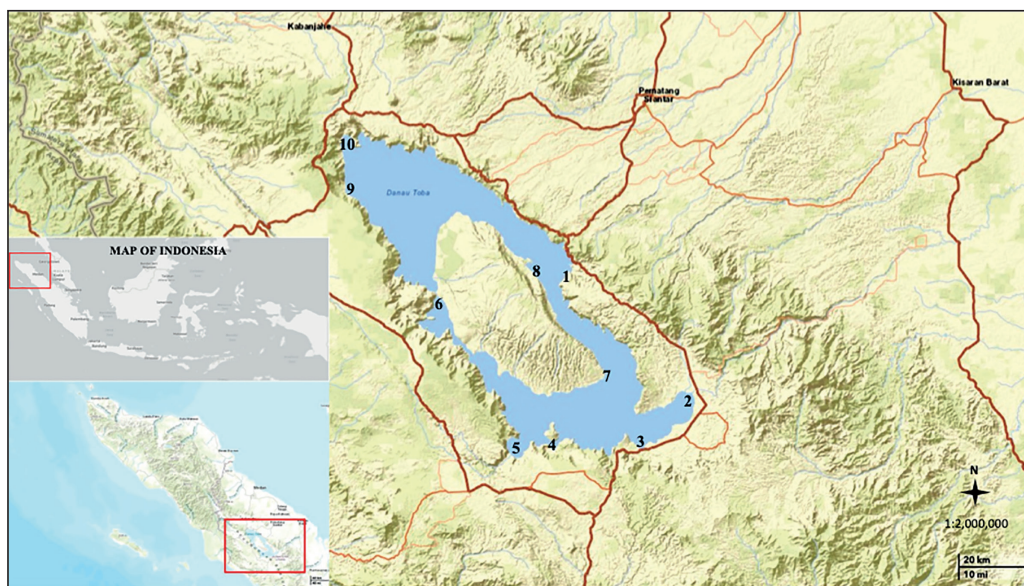 Kabanjahe
Pematang
Siantar
Kisaran Barat
10
9
Danau Toba
8
1
6
7
2
3
4
5
MAP OF INDONESIA
N
1:2,000,000
20 km
10 mi